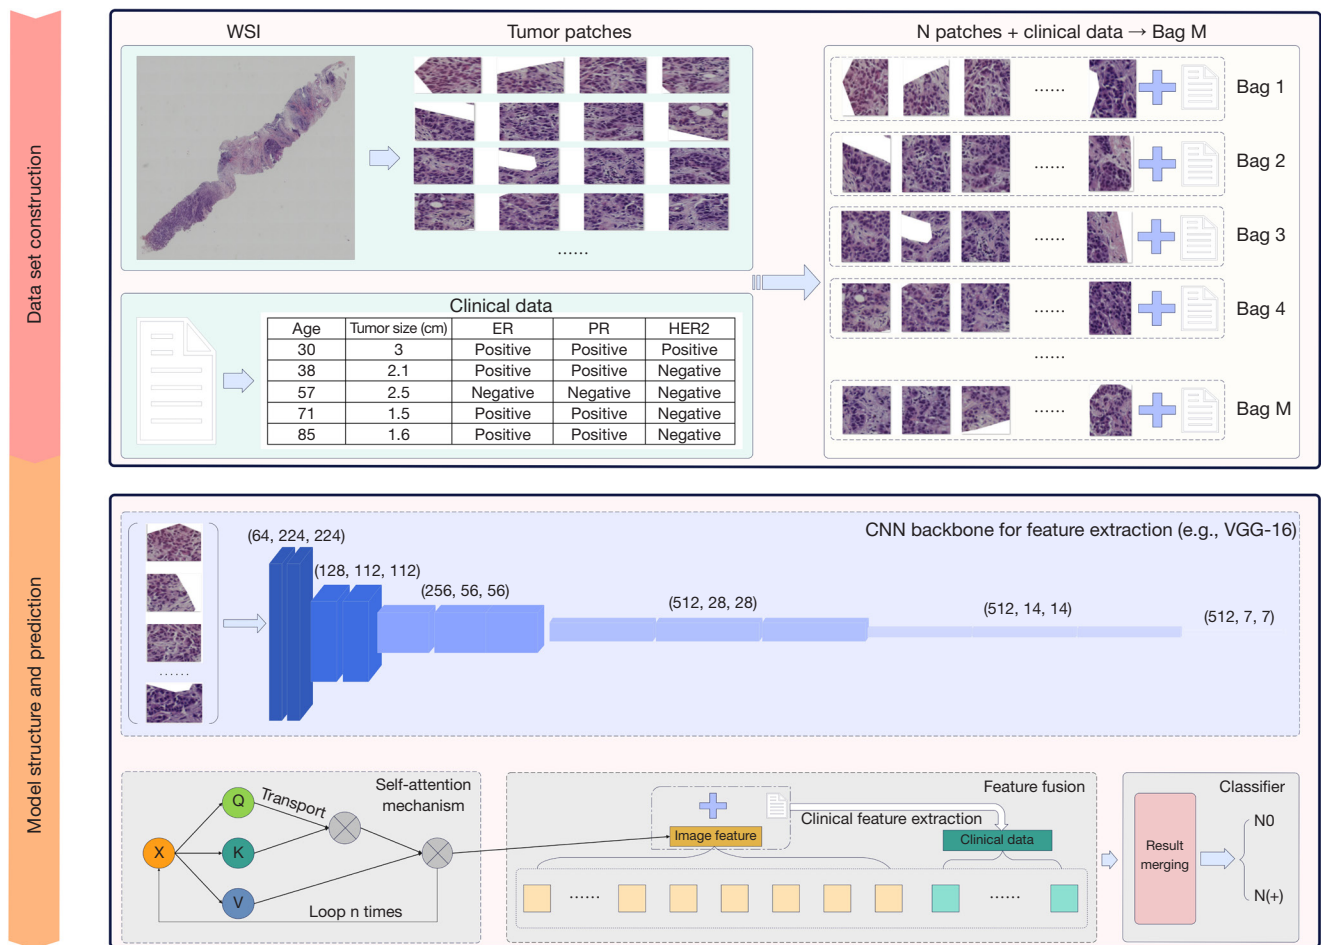 Data set construction
WSI
Tumor patches
......
Clinical data
Age Tumor size (cm) ER PR HER2
30 3 Positive Positive Positive
38 2.1 Positive Positive Negative
57 2.5 Negative Negative Negative
71 1.5 Positive Positive Negative
85 1.6 Positive Positive Negative
N patches + clinical data → Bag M
...... Bag 1
...... Bag 2
...... Bag 3
...... Bag 4
......
...... Bag M
Model structure and prediction
CNN backbone for feature extraction (e.g., VGG-16)
......
(64, 224, 224)
(128, 112, 112)
(256, 56, 56)
(512, 28, 28)
(512, 14, 14)
(512, 7, 7)
Self-attention
mechanism
X
Q
K
V
Transport
Loop n times
Feature fusion
Image feature
Clinical feature extraction
Clinical data
......
......
Classifier
Result
merging
N0
N(+)